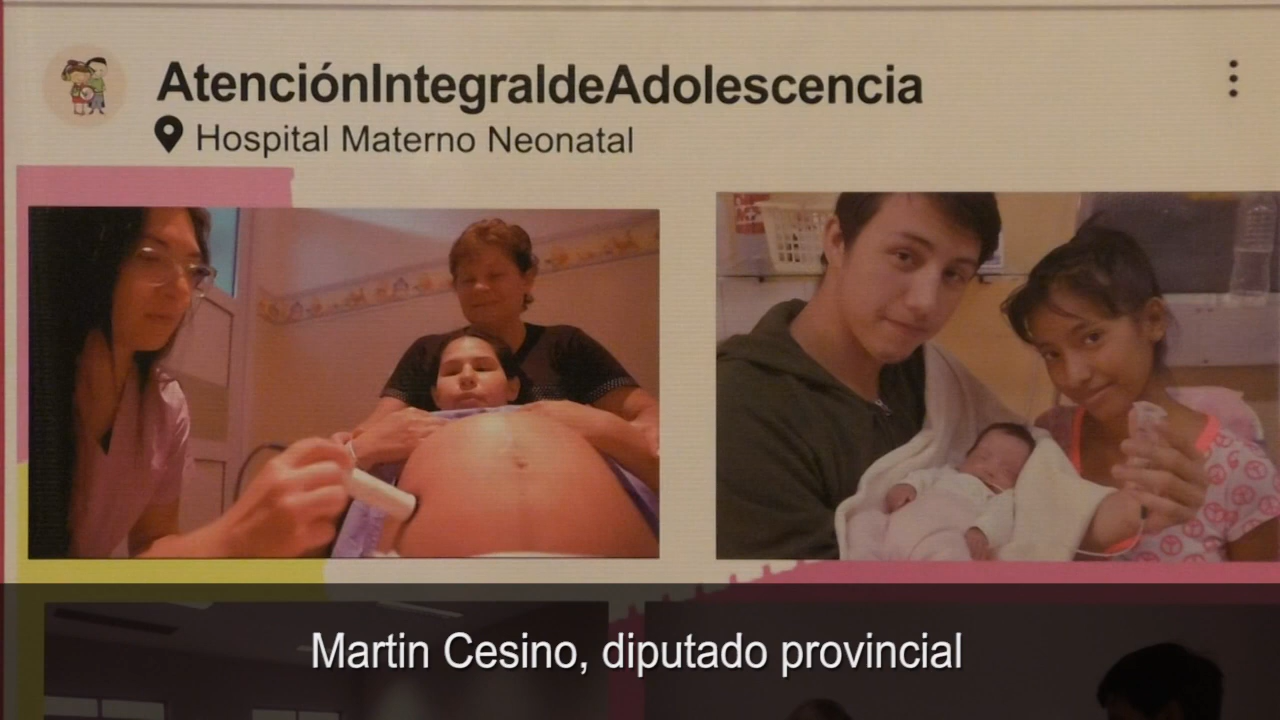 AtenciónIntegraldeAdolescencia
Hospital Materno Neonatal
Martin Cesino, diputado provincial